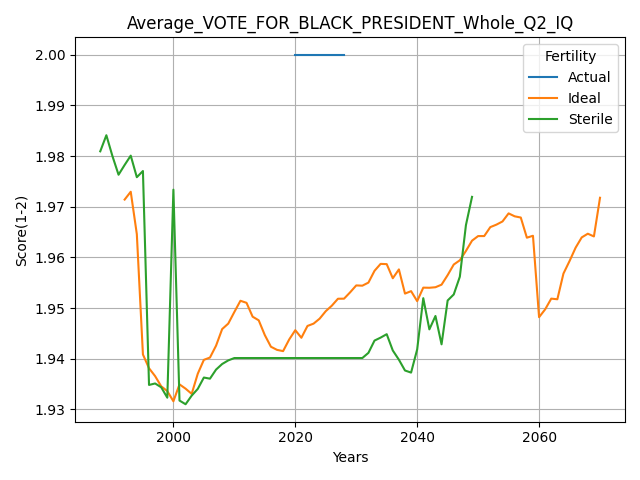 Average_VOTE_FOR_BLACK_PRESIDENT_Whole_Q2_IQ
Fertility
Actual
Ideal
Sterile
Score(1-2)
2.00
1.99
1.98
1.97
1.96
1.95
1.94
1.93
2000 2020 2040 2060
Years